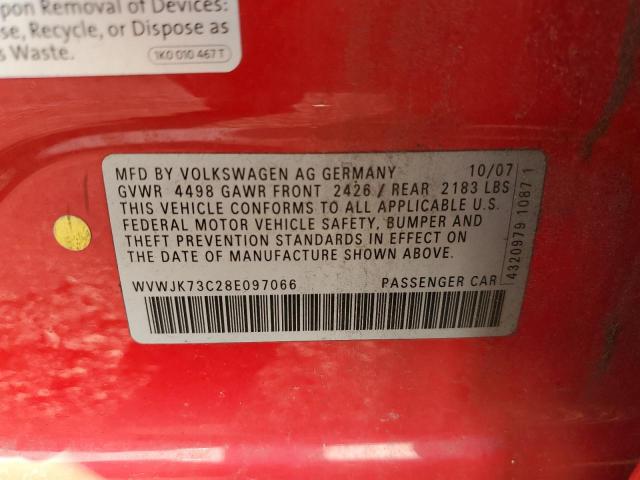 pon Removal of Devices:
se, Recycle, or Dispose as
s Waste.
1K0 010 467 T
MFD BY VOLKSWAGEN AG GERMANY 10/07
GVWR 4498 GAWR FRONT 2426 / REAR 2183 LBS
THIS VEHICLE CONFORMS TO ALL APPLICABLE U.S.
FEDERAL MOTOR VEHICLE SAFETY, BUMPER AND
THEFT PREVENTION STANDARDS IN EFFECT ON
THE DATE OF MANUFACTURE SHOWN ABOVE.
WVWJK73C28E097066 PASSENGER CAR
4320979 1087 1